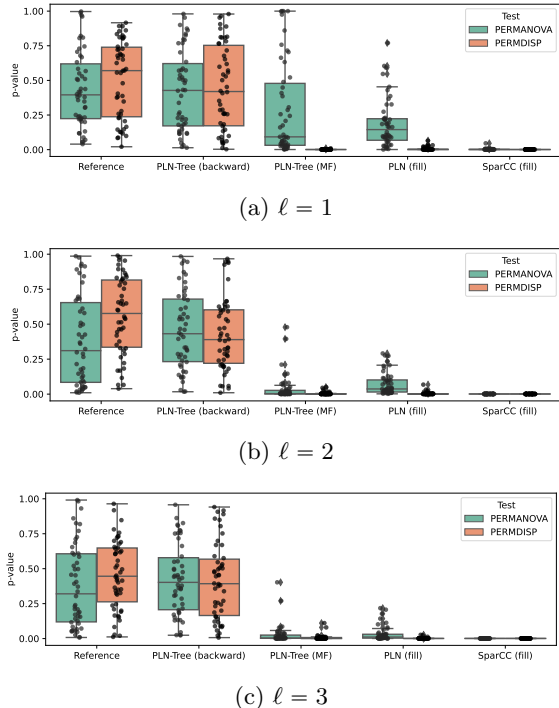 1.00
0.75
0.50
0.25
0.00
p-value
Test
PERMANOVA
PERMDISP
Reference PLN-Tree (backward) PLN-Tree (MF) PLN (fill) SparCC (fill)
(a) ℓ = 1
1.00
0.75
0.50
0.25
0.00
p-value
Test
PERMANOVA
PERMDISP
Reference PLN-Tree (backward) PLN-Tree (MF) PLN (fill) SparCC (fill)
(b) ℓ = 2
1.00
0.75
0.50
0.25
0.00
p-value
Test
PERMANOVA
PERMDISP
Reference PLN-Tree (backward) PLN-Tree (MF) PLN (fill) SparCC (fill)
(c) ℓ = 3